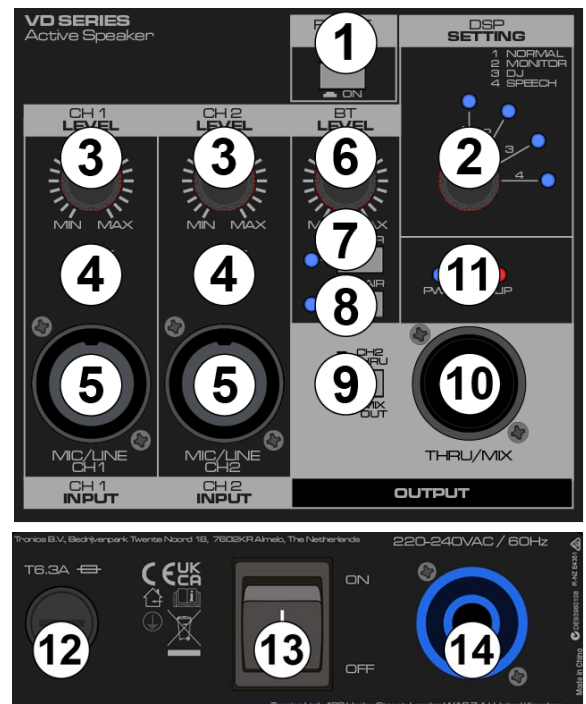 VD SERIES
Active Speaker
DSP
SETTING
1 NORMAL
2 MONITOR
3 DJ
4 SPEECH
1
ON
CH 1
LEVEL
CH 2
LEVEL
BT
LEVEL
3
3
6
2
3
4
MIN MAX
MIN MAX
7
4
4
8
11
5
5
9
CH2
THRU
MIX
OUT
10
MIC/LINE
CH1
MIC/LINE
CH2
THRU/MIX
CH 1
INPUT
CH 2
INPUT
OUTPUT
Tronios B.V., Bedrijvenpark Twente Noord 18, 7602KR Almelo, The Netherlands
220-240VAC / 60Hz
T6.3A
CE UK
CA
ON
OFF
12
13
14
Made in China